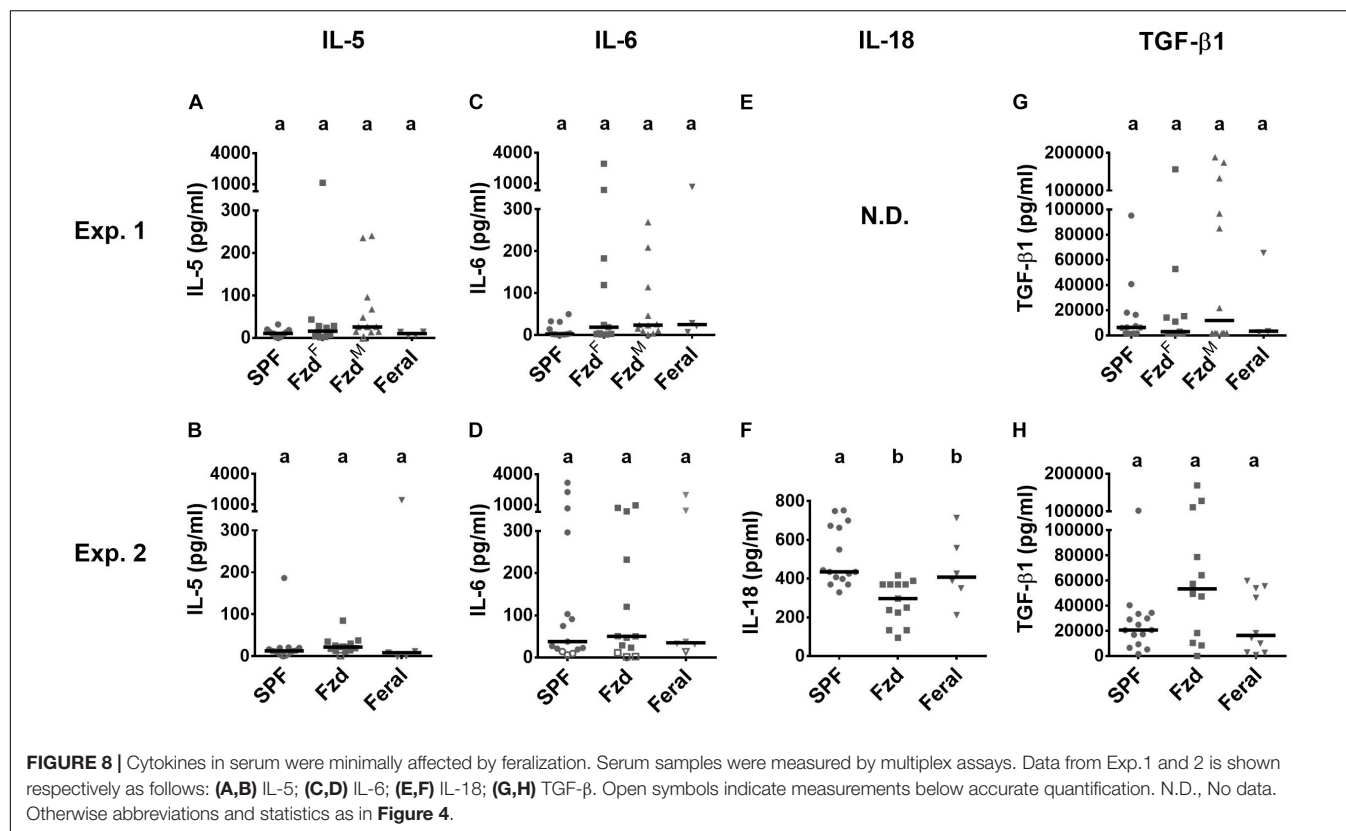 IL-5 IL-6 IL-18 TGF-β1
Exp. 1
A
a a a a
IL-5 (pg/ml)
4000
1000
300
200
100
0
SPF Fzd^F Fzd^M Feral
C
a a a a
IL-6 (pg/ml)
4000
1000
300
200
100
0
SPF Fzd^F Fzd^M Feral
E
N.D.
G
a a a a
TGF-β1 (pg/ml)
200000
100000
80000
60000
40000
20000
0
SPF Fzd^F Fzd^M Feral
Exp. 2
B
a a a
IL-5 (pg/ml)
4000
1000
300
200
100
0
SPF Fzd Feral
D
a a a
IL-6 (pg/ml)
4000
1000
300
200
100
0
SPF Fzd Feral
F
a b b
IL-18 (pg/ml)
800
600
400
200
0
SPF Fzd Feral
H
a a a
TGF-β1 (pg/ml)
200000
100000
80000
60000
40000
20000
0
SPF Fzd Feral
FIGURE 8 | Cytokines in serum were minimally affected by feralization. Serum samples were measured by multiplex assays. Data from Exp.1 and 2 is shown
respectively as follows: (A,B) IL-5; (C,D) IL-6; (E,F) IL-18; (G,H) TGF-β. Open symbols indicate measurements below accurate quantification. N.D., No data.
Otherwise abbreviations and statistics as in Figure 4.